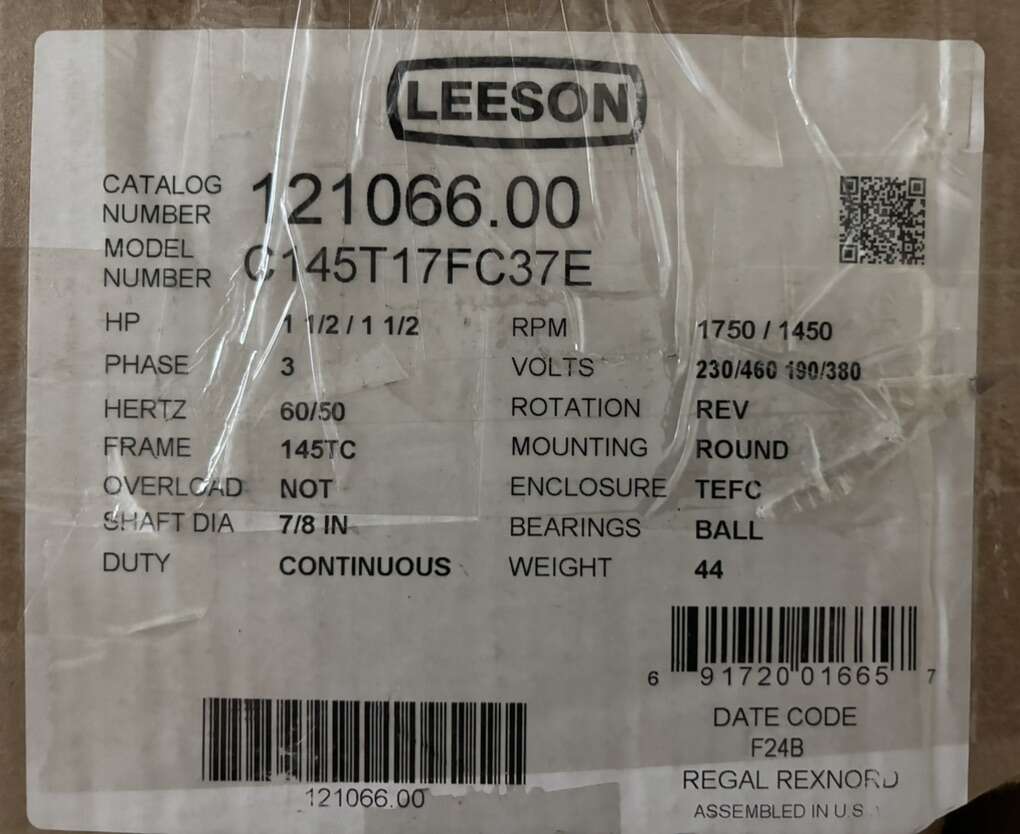 LEESON
CATALOG NUMBER 121066.00
MODEL NUMBER C145T17FC37E
HP 1 1/2 / 1 1/2 RPM 1750 / 1450
PHASE 3 VOLTS 230/460 190/380
HERTZ 60/50 ROTATION REV
FRAME 145TC MOUNTING ROUND
OVERLOAD NOT ENCLOSURE TEFC
SHAFT DIA 7/8 IN BEARINGS BALL
DUTY CONTINUOUS WEIGHT 44
6 91720 01665 7
DATE CODE
F24B
REGAL REXNORD
ASSEMBLED IN U.S.
121066.00